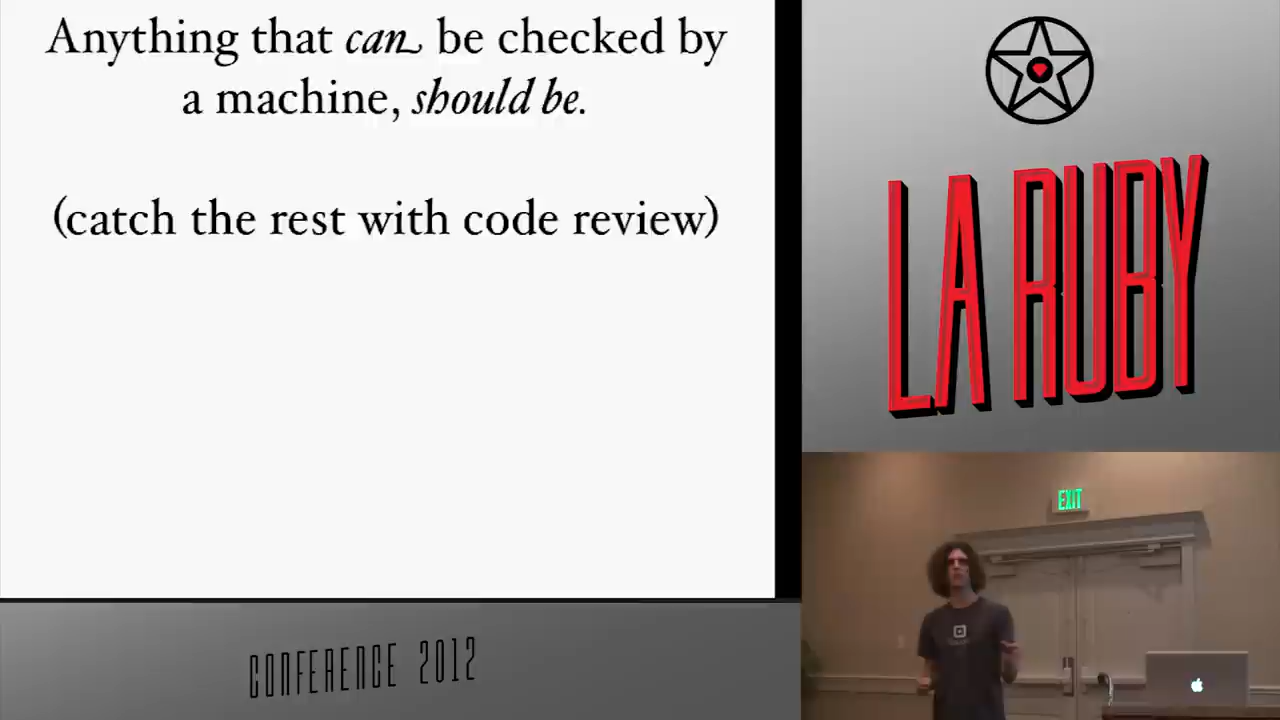 Anything that can be checked by
a machine, should be.
(catch the rest with code review)
LA RUBY
EXIT
CONFERENCE 2012